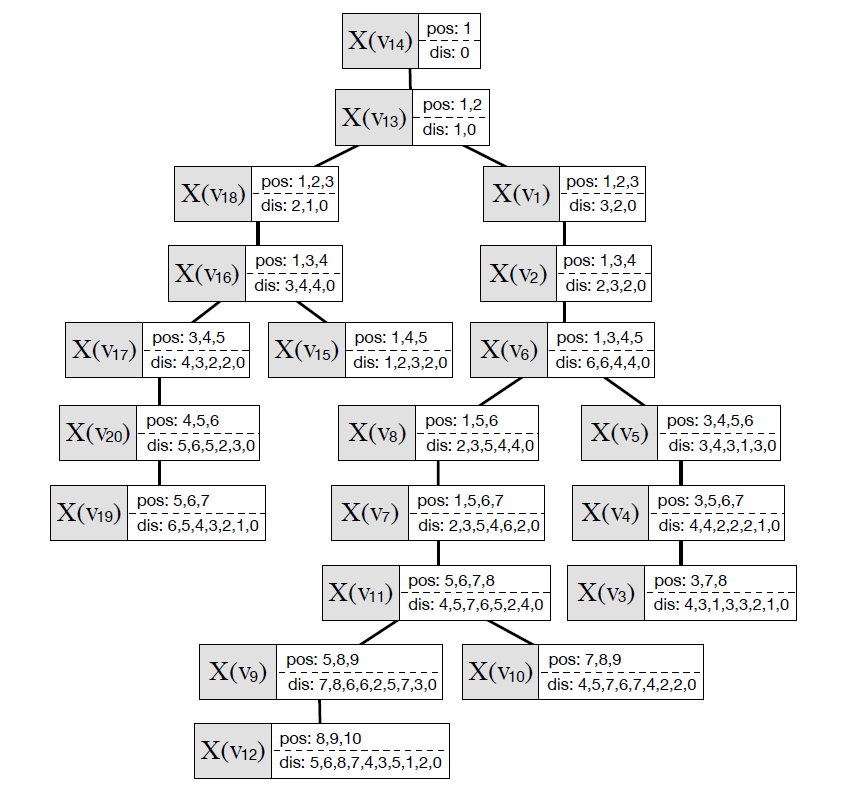 X(v14)
pos: 1
dis: 0
X(v13)
pos: 1,2
dis: 1,0
X(v18)
pos: 1,2,3
dis: 2,1,0
X(v1)
pos: 1,2,3
dis: 3,2,0
X(v16)
pos: 1,3,4
dis: 3,4,4,0
X(v2)
pos: 1,3,4
dis: 2,3,2,0
X(v17)
pos: 3,4,5
dis: 4,3,2,2,0
X(v15)
pos: 1,4,5
dis: 1,2,3,2,0
X(v6)
pos: 1,3,4,5
dis: 6,6,4,4,0
X(v20)
pos: 4,5,6
dis: 5,6,5,2,3,0
X(v8)
pos: 1,5,6
dis: 2,3,5,4,4,0
X(v5)
pos: 3,4,5,6
dis: 3,4,3,1,3,0
X(v19)
pos: 5,6,7
dis: 6,5,4,3,2,1,0
X(v7)
pos: 1,5,6,7
dis: 2,3,5,4,6,2,0
X(v4)
pos: 3,5,6,7
dis: 4,4,2,2,2,1,0
X(v11)
pos: 5,6,7,8
dis: 4,5,7,6,5,2,4,0
X(v3)
pos: 3,7,8
dis: 4,3,1,3,3,2,1,0
X(v9)
pos: 5,8,9
dis: 7,8,6,6,2,5,7,3,0
X(v10)
pos: 7,8,9
dis: 4,5,7,6,7,4,2,2,0
X(v12)
pos: 8,9,10
dis: 5,6,8,7,4,3,5,1,2,0